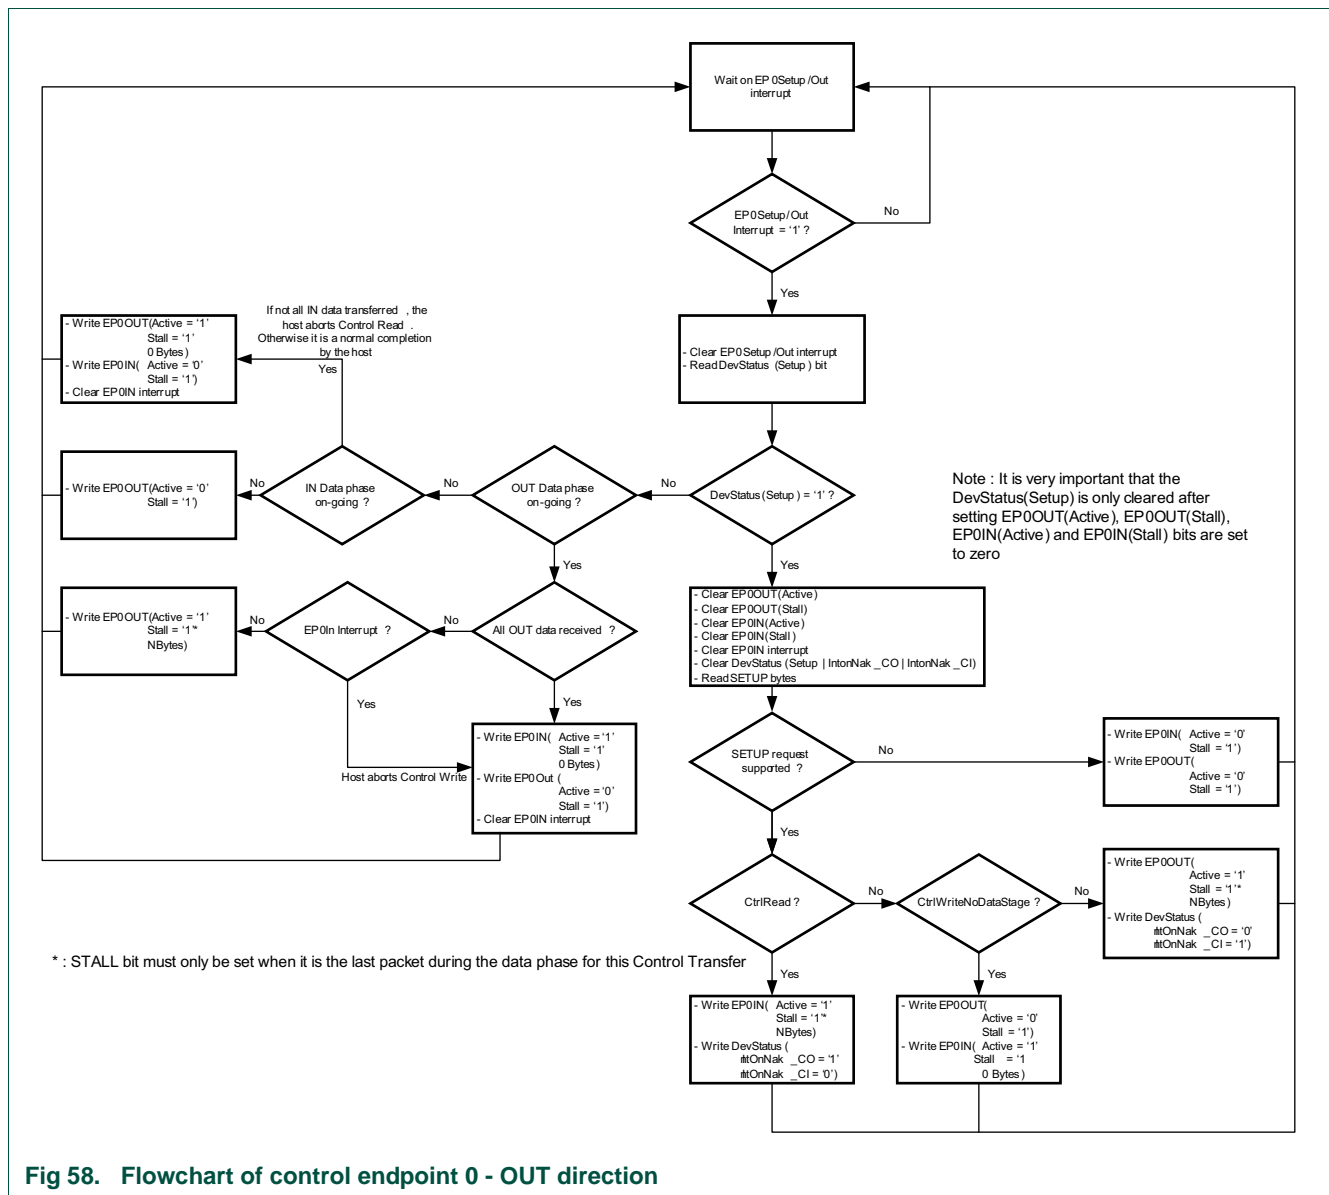 Wait on EP0Setup/Out
interrupt
EP0Setup/Out
Interrupt = '1' ?
No
Yes
If not all IN data transferred , the
host aborts Control Read .
Otherwise it is a normal completion
by the host
Yes
- Write EP0OUT(Active = '1'
Stall = '1'
0 Bytes)
- Write EP0IN( Active = '0'
Stall = '1')
- Clear EP0IN interrupt
- Clear EP0Setup/Out interrupt
- Read DevStatus (Setup) bit
- Write EP0OUT(Active = '0'
Stall = '1')
No
IN Data phase
on-going ?
No
OUT Data phase
on-going ?
No
DevStatus(Setup) = '1' ?
Note : It is very important that the
DevStatus(Setup) is only cleared after
setting EP0OUT(Active), EP0OUT(Stall),
EP0IN(Active) and EP0IN(Stall) bits are set
to zero
Yes
Yes
- Write EP0OUT(Active = '1'
Stall = '1'*
NBytes)
No
EP0In Interrupt ?
No
All OUT data received ?
- Clear EP0OUT(Active)
- Clear EP0OUT(Stall)
- Clear EP0IN(Active)
- Clear EP0IN(Stall)
- Clear EP0IN interrupt
- Clear DevStatus (Setup | IntonNak_CO | IntonNak_CI)
- Read SETUP bytes
Yes
Yes
Host aborts Control Write
- Write EP0IN( Active = '1'
Stall = '1'
0 Bytes)
- Write EP0Out (
Active = '0'
Stall = '1')
- Clear EP0IN interrupt
SETUP request
supported ?
No
- Write EP0IN( Active = '0'
Stall = '1')
- Write EP0OUT(
Active = '0'
Stall = '1')
Yes
CtrlRead ?
No
CtrlWriteNoDataStage ?
No
- Write EP0OUT(
Active = '1'
Stall = '1'*
NBytes)
- Write DevStatus (
IntOnNak _CO = '0'
IntOnNak _CI = '1')
* : STALL bit must only be set when it is the last packet during the data phase for this Control Transfer
Yes
Yes
- Write EP0IN( Active = '1'
Stall = '1'*
NBytes)
- Write DevStatus (
IntOnNak _CO = '1'
IntOnNak _CI = '0')
- Write EP0OUT(
Active = '0'
Stall = '1')
- Write EP0IN( Active = '1'
Stall = '1
0 Bytes)
Fig 58. Flowchart of control endpoint 0 - OUT direction